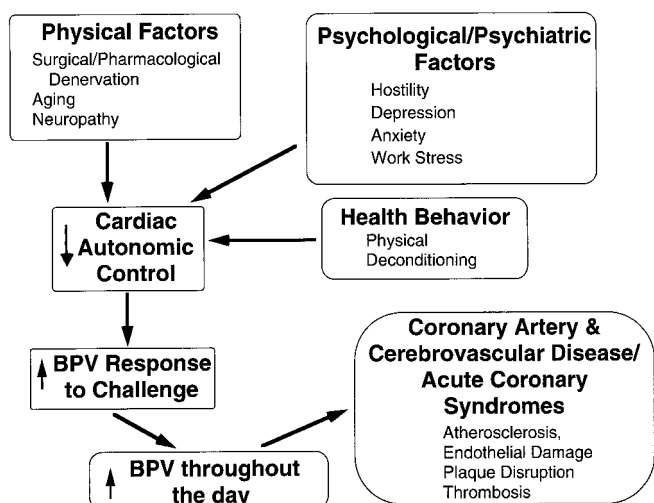 Physical Factors
Surgical/Pharmacological
Denervation
Aging
Neuropathy
Psychological/Psychiatric
Factors
Hostility
Depression
Anxiety
Work Stress
Cardiac
Autonomic
Control
Health Behavior
Physical
Deconditioning
BPV Response
to Challenge
Coronary Artery &
Cerebrovascular Disease/
Acute Coronary
Syndromes
Atherosclerosis,
Endothelial Damage
Plaque Disruption
Thrombosis
BPV throughout
the day